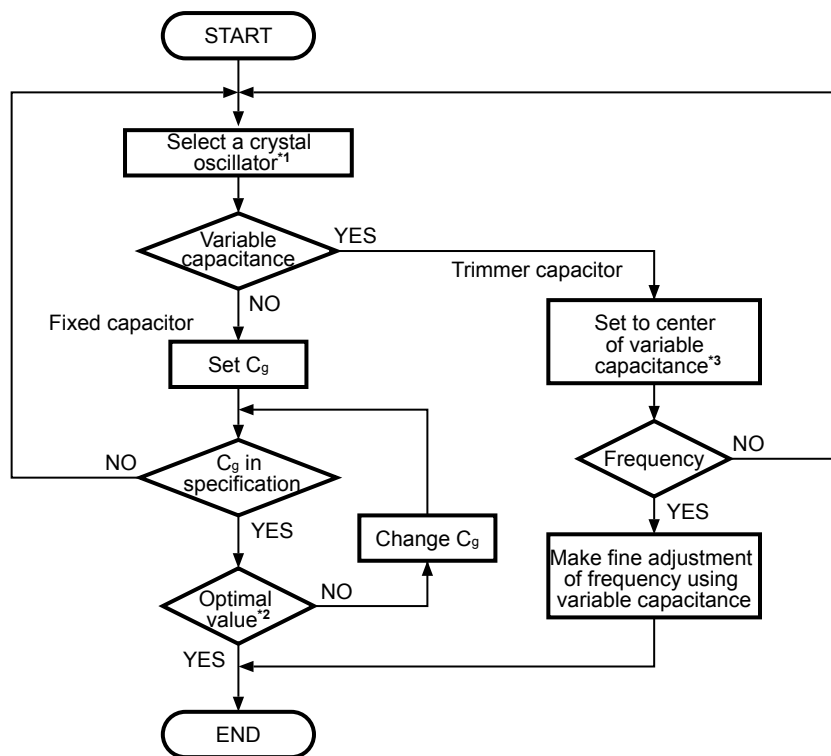 START
Select a crystal
oscillator*1
Variable
capacitance
YES
Trimmer capacitor
NO
Fixed capacitor
Set Cg
Set to center
of variable
capacitance*3
Cg in
specification
NO
YES
Change Cg
Optimal
value*2
NO
YES
Frequency
NO
YES
Make fine adjustment
of frequency using
variable capacitance
END